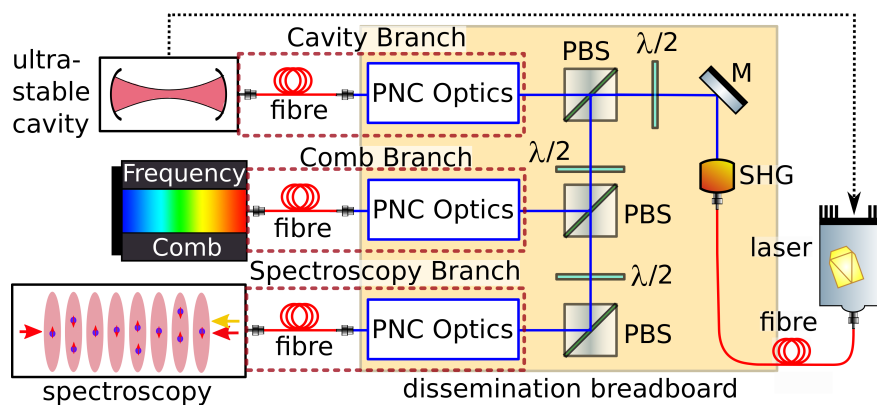 Cavity Branch
ultra-
stable
cavity
fibre
PNC Optics
PBS
λ/2
M
Comb Branch
Frequency
Comb
fibre
PNC Optics
λ/2
PBS
SHG
laser
Spectroscopy Branch
fibre
PNC Optics
λ/2
PBS
fibre
spectroscopy
dissemination breadboard